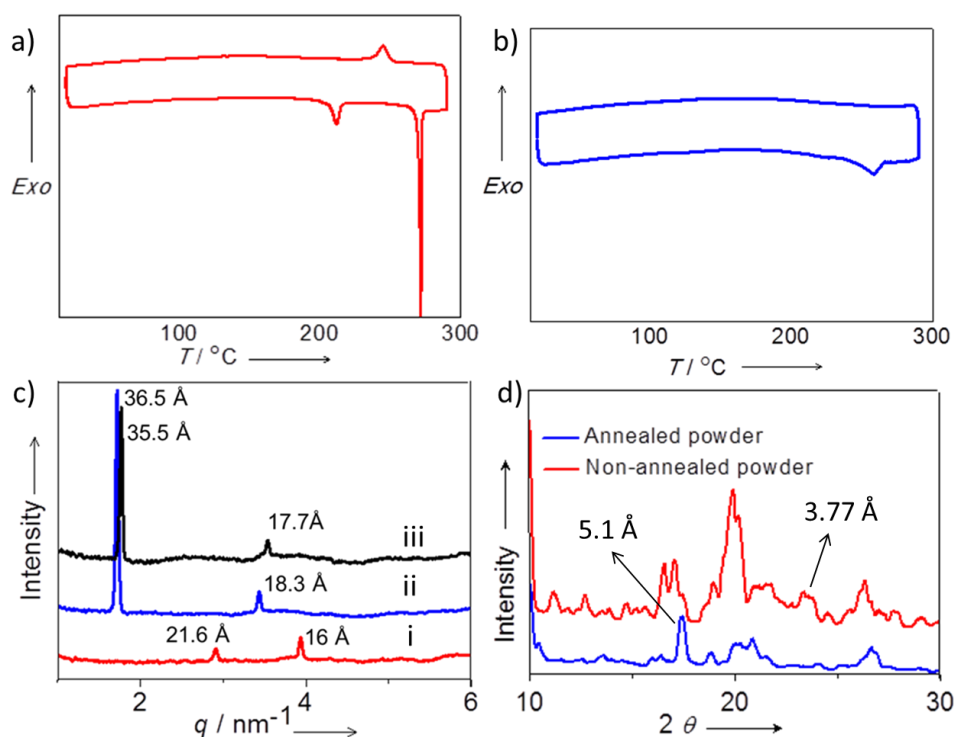 a)
Exo
100
200
300
T / °C
b)
Exo
100
200
300
T / °C
c)
36.5 Å
35.5 Å
17.7Å
iii
18.3 Å
ii
21.6 Å
16 Å
i
Intensity
2
4
6
q / nm-1
d)
Annealed powder
Non-annealed powder
5.1 Å
3.77 Å
Intensity
10
20
30
2 θ